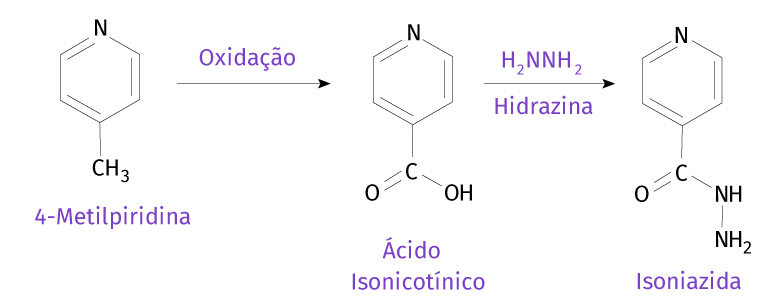 N
CH₃
4-Metilpiridina
Oxidação
N
C
O
OH
Ácido
Isonicotínico
H₂NNH₂
Hidrazina
N
C
O
NH
NH₂
Isoniazida